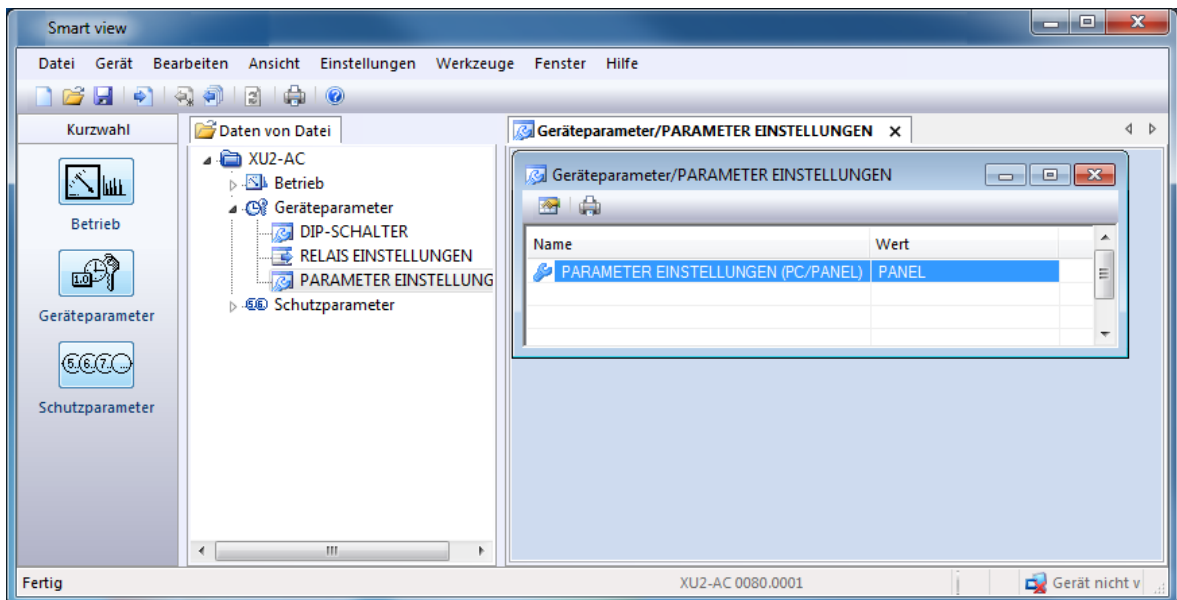 Smart view
Datei Gerät Bearbeiten Ansicht Einstellungen Werkzeuge Fenster Hilfe
Kurzwahl
Betrieb
Geräteparameter
Schutzparameter
Daten von Datei
XU2-AC
Betrieb
Geräteparameter
DIP-SCHALTER
RELAIS EINSTELLUNGEN
PARAMETER EINSTELLUNG
Schutzparameter
Geräteparameter/PARAMETER EINSTELLUNGEN
Geräteparameter/PARAMETER EINSTELLUNGEN
Name Wert
PARAMETER EINSTELLUNGEN (PC/PANEL) PANEL
Fertig XU2-AC 0080.0001 Gerät nicht v